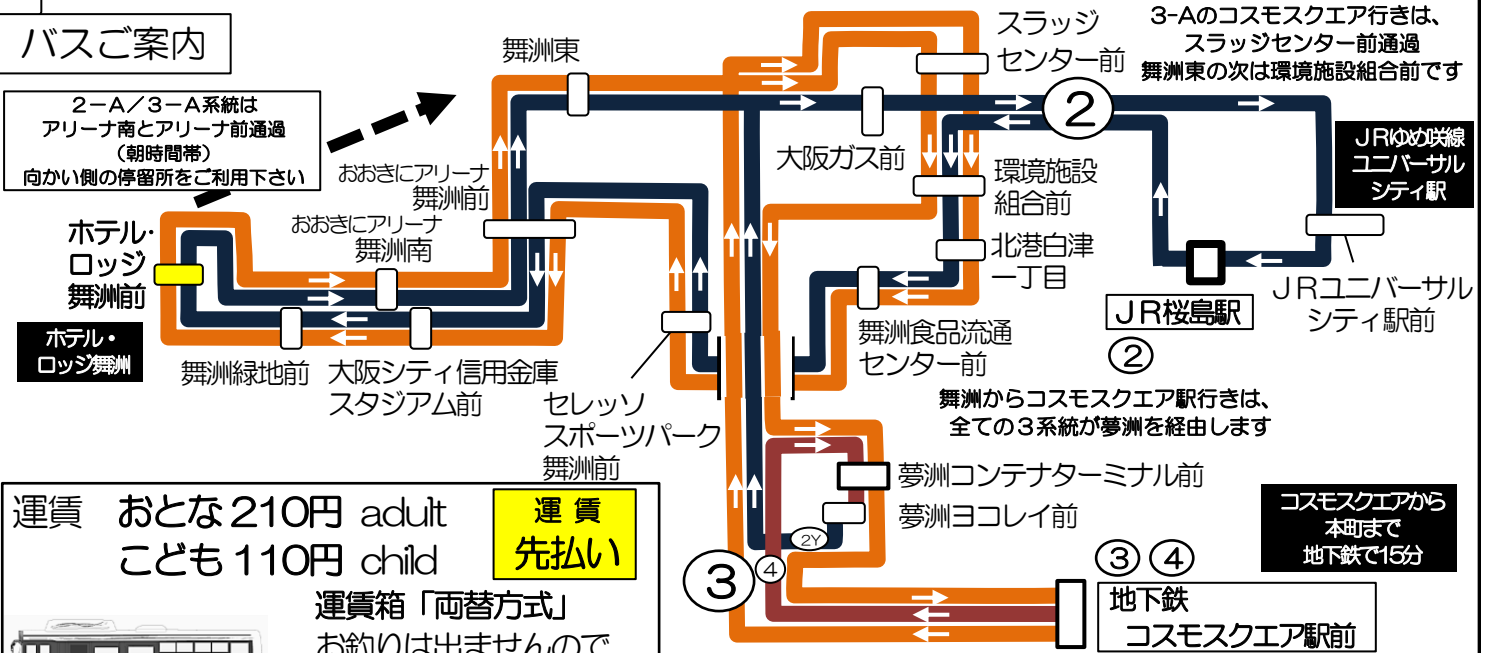 バスご案内
2－A／3－A系統は
アリーナ南とアリーナ前通過
（朝時間帯）
向かい側の停留所をご利用下さい
舞洲東
スラッジ
センター前
3-Aのコスモスクエア行きは、
スラッジセンター前通過
舞洲東の次は環境施設組合前です
②
大阪ガス前
JRゆめ咲線
ユニバーサル
シティ駅
おおきにアリーナ
舞洲前
おおきにアリーナ
舞洲南
環境施設
組合前
北港白津
一丁目
ホテル・
ロッジ
舞洲前
ホテル・
ロッジ舞洲
舞洲緑地前
大阪シティ信用金庫
スタジアム前
セレッソ
スポーツパーク
舞洲前
舞洲食品流通
センター前
JR桜島駅
②
JRユニバーサル
シティ駅前
舞洲からコスモスクエア駅行きは、
全ての3系統が夢洲を経由します
夢洲コンテナターミナル前
夢洲ヨコレイ前
2Y
③
④
コスモスクエアから
本町まで
地下鉄で15分
③ ④
地下鉄
コスモスクエア駅前
運賃 おとな210円 adult
こども110円 child
運賃
先払い
運賃箱「両替方式」
お釣りは出ませんので